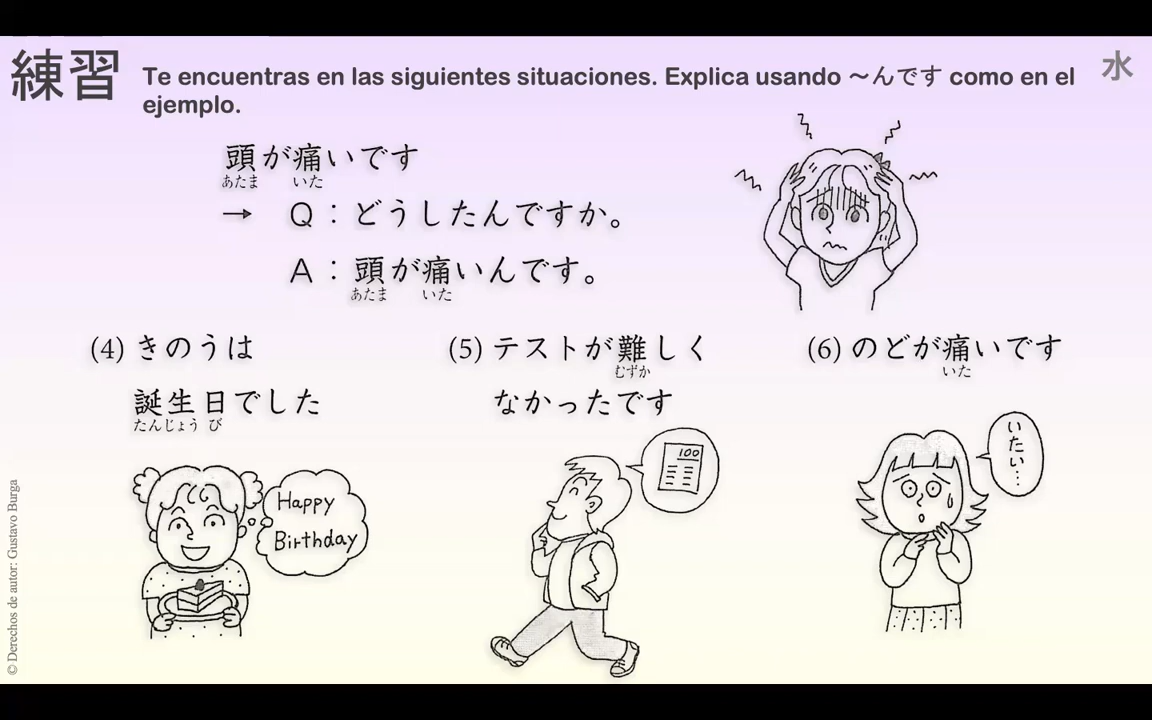 練習
Te encuentras en las siguientes situaciones. Explica usando ～んです como en el
ejemplo.
水
頭が痛いです
あたま いた
→ Q：どうしたんですか。
A：頭が痛いんです。
あたま いた
(4) きのうは
誕生日でした
たんじょう び
Happy
Birthday
(5) テストが難しく
むずか
なかったです
100
(6) のどが痛いです
いた
いたい…
© Derechos de autor: Gustavo Burga